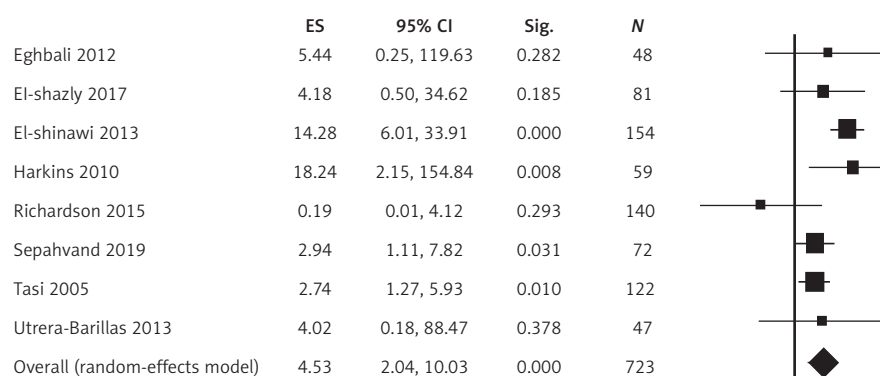 ES 95% CI Sig. N
Eghbali 2012 5.44 0.25, 119.63 0.282 48
EI-shazly 2017 4.18 0.50, 34.62 0.185 81
El-shinawi 2013 14.28 6.01, 33.91 0.000 154
Harkins 2010 18.24 2.15, 154.84 0.008 59
Richardson 2015 0.19 0.01, 4.12 0.293 140
Sepahvand 2019 2.94 1.11, 7.82 0.031 72
Tasi 2005 2.74 1.27, 5.93 0.010 122
Utrera-Barillas 2013 4.02 0.18, 88.47 0.378 47
Overall (random-effects model) 4.53 2.04, 10.03 0.000 723